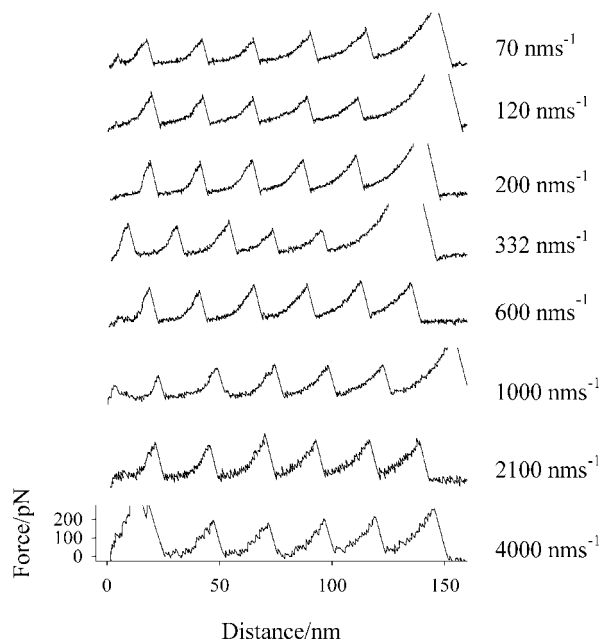 70 nms⁻¹
120 nms⁻¹
200 nms⁻¹
332 nms⁻¹
600 nms⁻¹
1000 nms⁻¹
2100 nms⁻¹
4000 nms⁻¹
Force/pN
200
100
0
0 50 100 150
Distance/nm